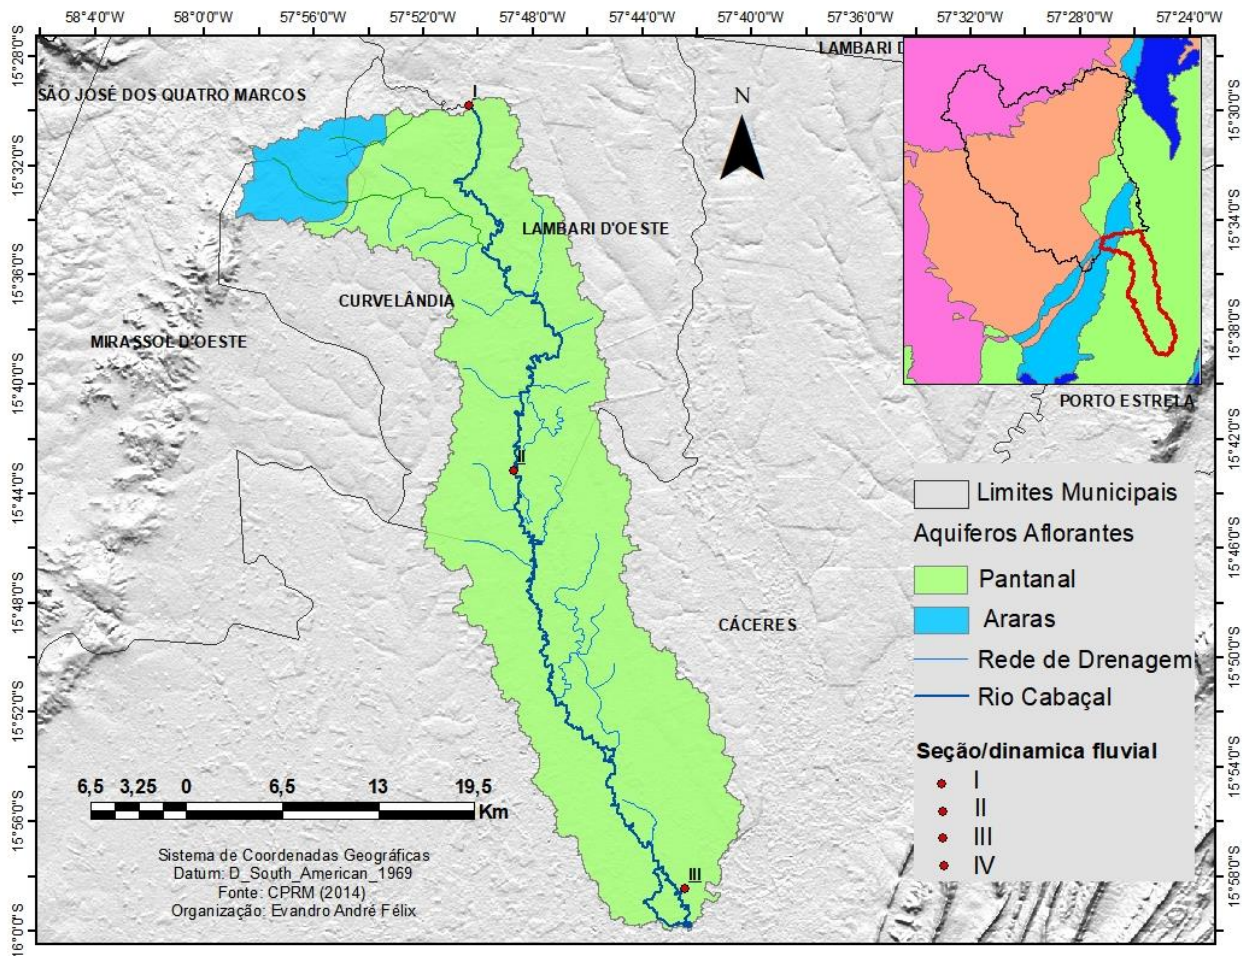 58°4'0"W 58°0'0"W 57°56'0"W 57°52'0"W 57°48'0"W 57°44'0"W 57°40'0"W 57°36'0"W 57°32'0"W 57°28'0"W 57°24'0"W
15°28'0"S
15°32'0"S
15°36'0"S
15°40'0"S
15°44'0"S
15°48'0"S
15°52'0"S
15°56'0"S
16°0'0"S
LAMBARI D
SÃO JOSÉ DOS QUATRO MARCOS
I
N
LAMBARI D'OESTE
CURVELÂNDIA
MIRASSOL D'OESTE
PORTO ESTRELA
II
CÁCERES
III
15°30'0"S
15°34'0"S
15°38'0"S
15°42'0"S
15°46'0"S
15°50'0"S
15°54'0"S
15°58'0"S
Limites Municipais
Aquiferos Aflorantes
Pantanal
Araras
Rede de Drenagem
Rio Cabaçal
Seção/dinamica fluvial
I
II
III
IV
6,5 3,25 0 6,5 13 19,5
Km
Sistema de Coordenadas Geográficas
Datum: D_South_American_1969
Fonte: CPRM (2014)
Organização: Evandro André Félix